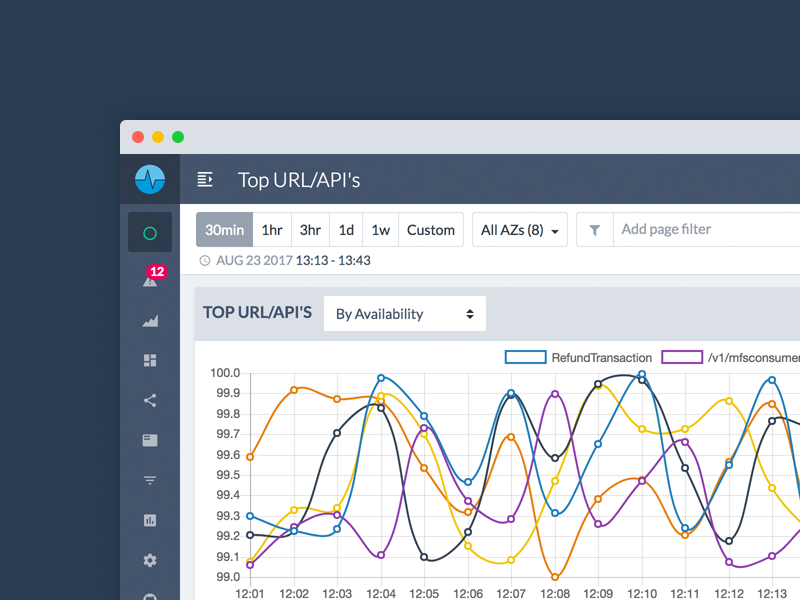 Top URL/API's
30min 1hr 3hr 1d 1w Custom All AZs (8) Add page filter
12
AUG 23 2017 13:13 - 13:43
TOP URL/API'S By Availability
RefundTransaction /v1/mfsconsumer
100.0
99.9
99.8
99.7
99.6
99.5
99.4
99.3
99.2
99.1
99.0
12:01 12:02 12:03 12:04 12:05 12:06 12:07 12:08 12:09 12:10 12:11 12:12 12:13